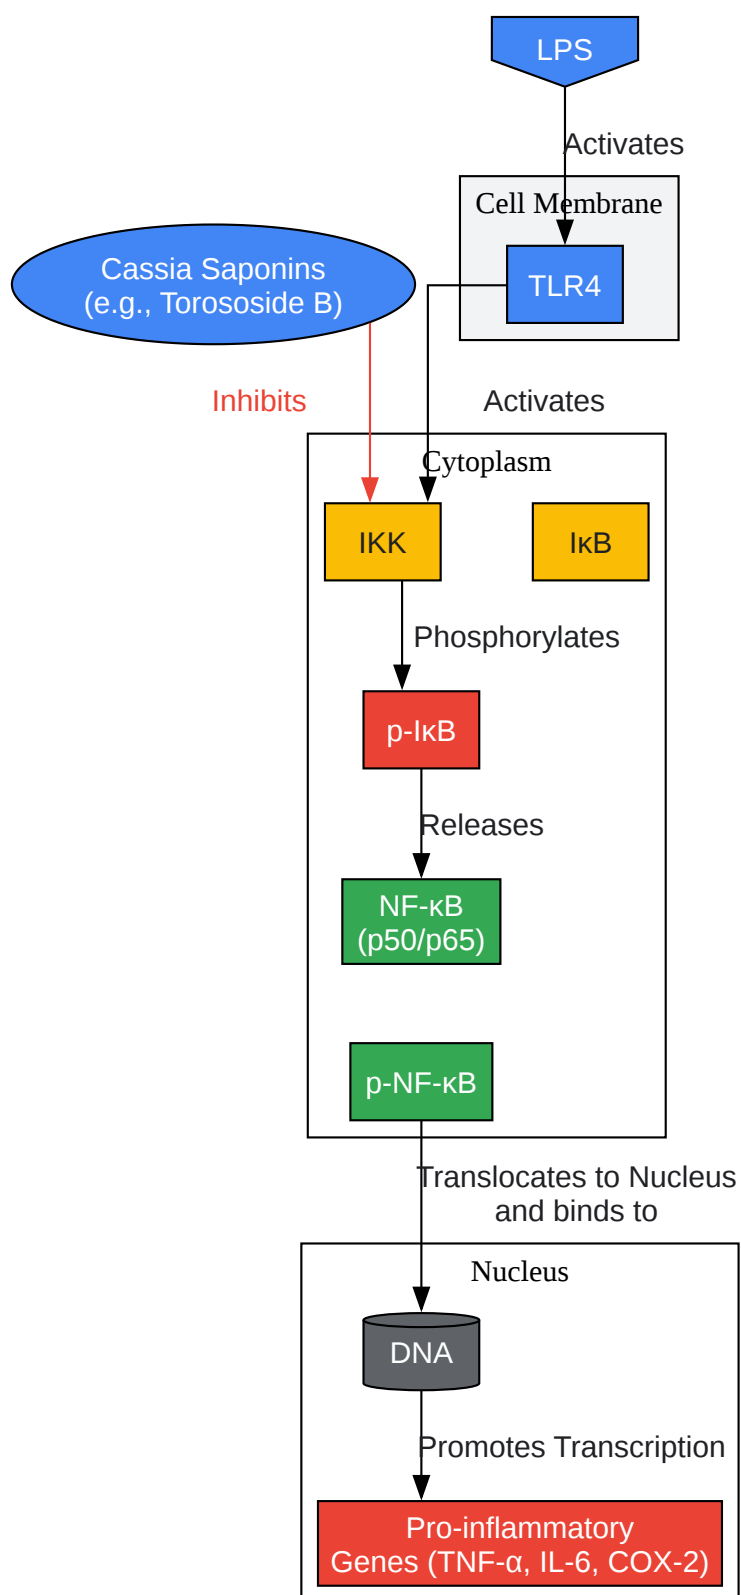 LPS
Activates
Cell Membrane
TLR4
Cassia Saponins
(e.g., Torososide B)
Inhibits
Activates
Cytoplasm
IKK
IκB
Phosphorylates
p-IκB
Releases
NF-κB
(p50/p65)
p-NF-κB
Translocates to Nucleus
and binds to
Nucleus
DNA
Promotes Transcription
Pro-inflammatory
Genes (TNF-α, IL-6, COX-2)